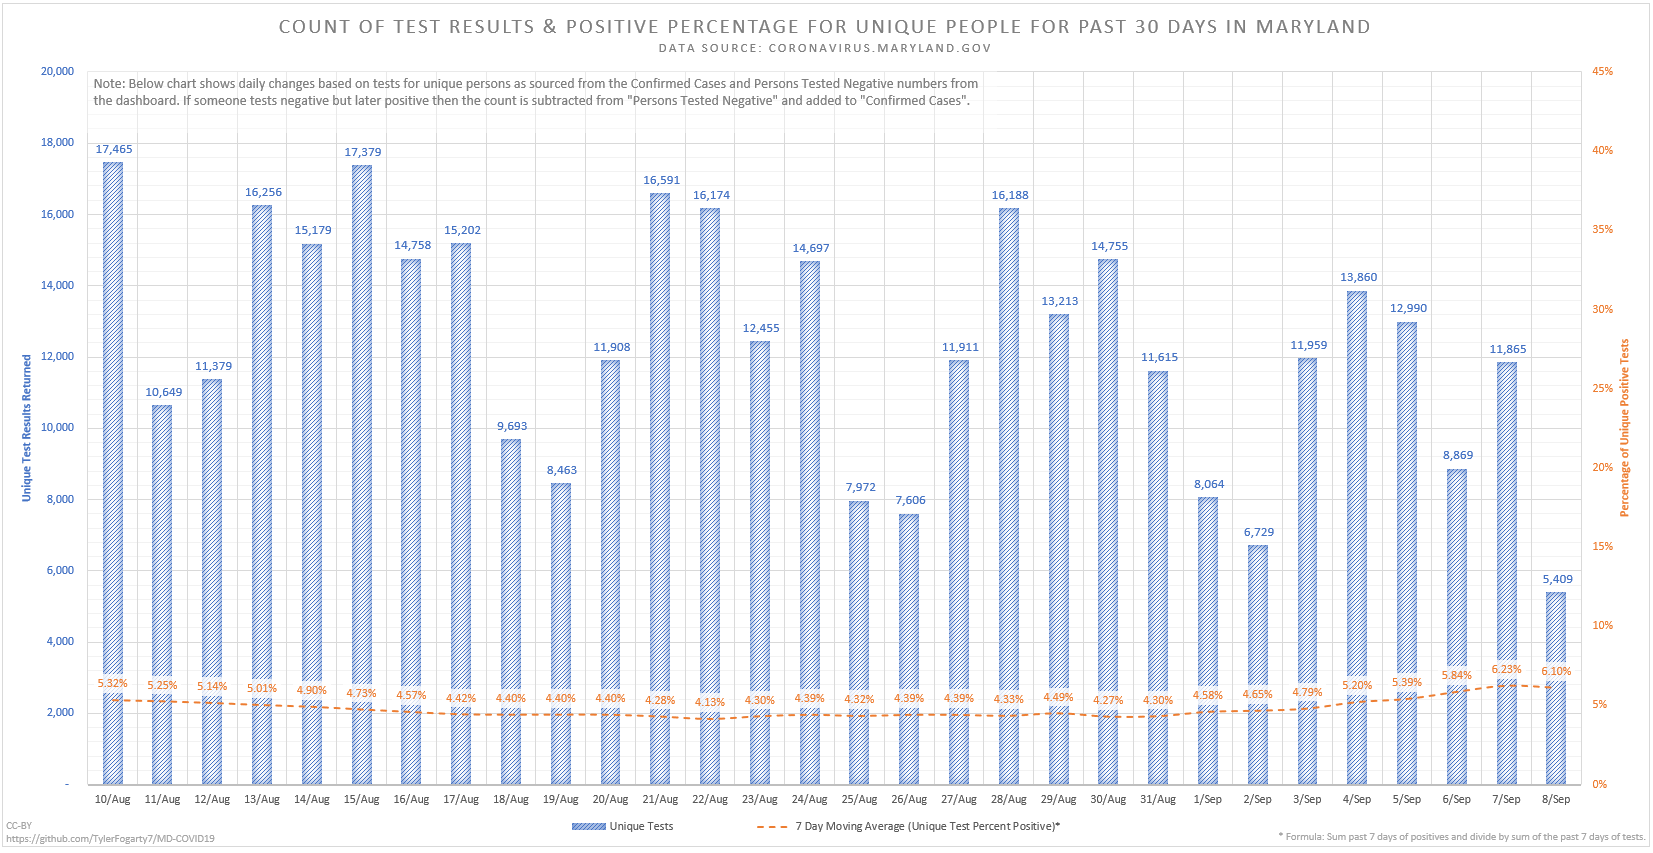 COUNT OF TEST RESULTS & POSITIVE PERCENTAGE FOR UNIQUE PEOPLE FOR PAST 30 DAYS IN MARYLAND
DATA SOURCE: CORONAVIRUS.MARYLAND.GOV
Note: Below chart shows daily changes based on tests for unique persons as sourced from the Confirmed Cases and Persons Tested Negative numbers from
the dashboard. If someone tests negative but later positive then the count is subtracted from "Persons Tested Negative" and added to "Confirmed Cases".
Unique Test Results Returned
20,000
18,000
16,000
14,000
12,000
10,000
8,000
6,000
4,000
2,000
-
17,465
10,649
11,379
16,256
15,179
17,379
14,758
15,202
9,693
8,463
11,908
16,591
16,174
12,455
14,697
7,972
7,606
11,911
16,188
13,213
14,755
11,615
8,064
6,729
11,959
13,860
12,990
8,869
11,865
5,409
5.32%
5.25%
5.14%
5.01%
4.90%
4.73%
4.57%
4.42%
4.40%
4.40%
4.40%
4.28%
4.13%
4.30%
4.39%
4.32%
4.39%
4.39%
4.33%
4.49%
4.27%
4.30%
4.58%
4.65%
4.79%
5.20%
5.39%
5.84%
6.23%
6.10%
45%
40%
35%
30%
25%
20%
15%
10%
5%
0%
Percentage of Unique Positive Tests
10/Aug
11/Aug
12/Aug
13/Aug
14/Aug
15/Aug
16/Aug
17/Aug
18/Aug
19/Aug
20/Aug
21/Aug
22/Aug
23/Aug
24/Aug
25/Aug
26/Aug
27/Aug
28/Aug
29/Aug
30/Aug
31/Aug
1/Sep
2/Sep
3/Sep
4/Sep
5/Sep
6/Sep
7/Sep
8/Sep
Unique Tests
7 Day Moving Average (Unique Test Percent Positive)*
CC-BY
https://github.com/TylerFogarty7/MD-COVID19
* Formula: Sum past 7 days of positives and divide by sum of the past 7 days of tests.